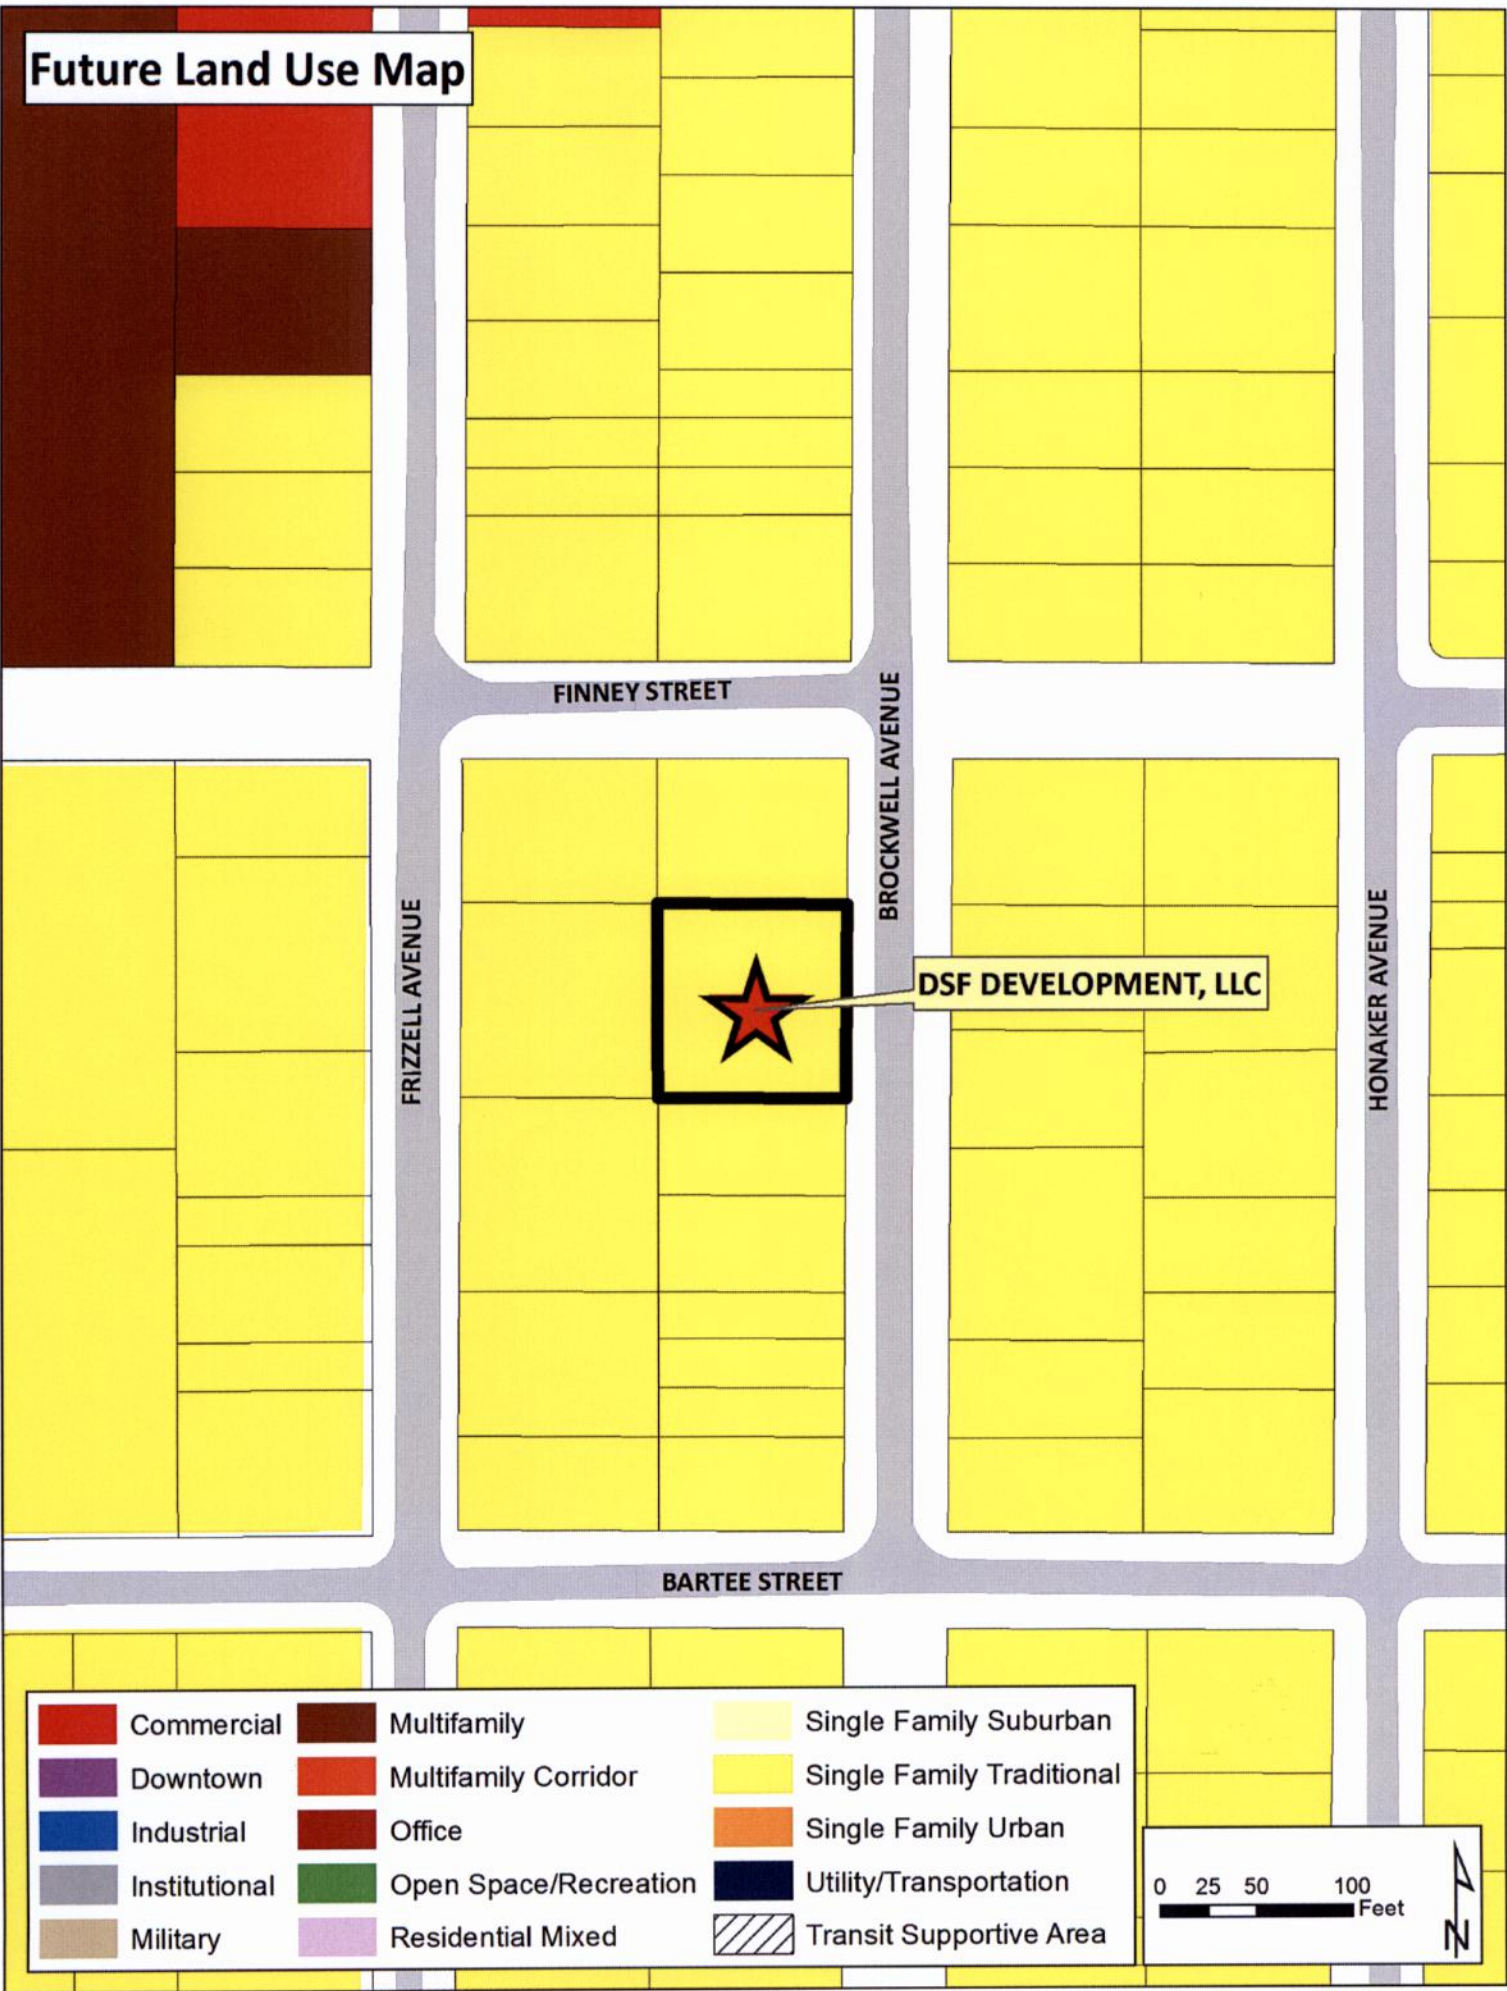 Future Land Use Map
FINNEY STREET
BROCKWELL AVENUE
FRIZZELL AVENUE
DSF DEVELOPMENT, LLC
HONAKER AVENUE
BARTEE STREET
Commercial
Downtown
Industrial
Institutional
Military
Multifamily
Multifamily Corridor
Office
Open Space/Recreation
Residential Mixed
Single Family Suburban
Single Family Traditional
Single Family Urban
Utility/Transportation
Transit Supportive Area
0 25 50 100
Feet
N